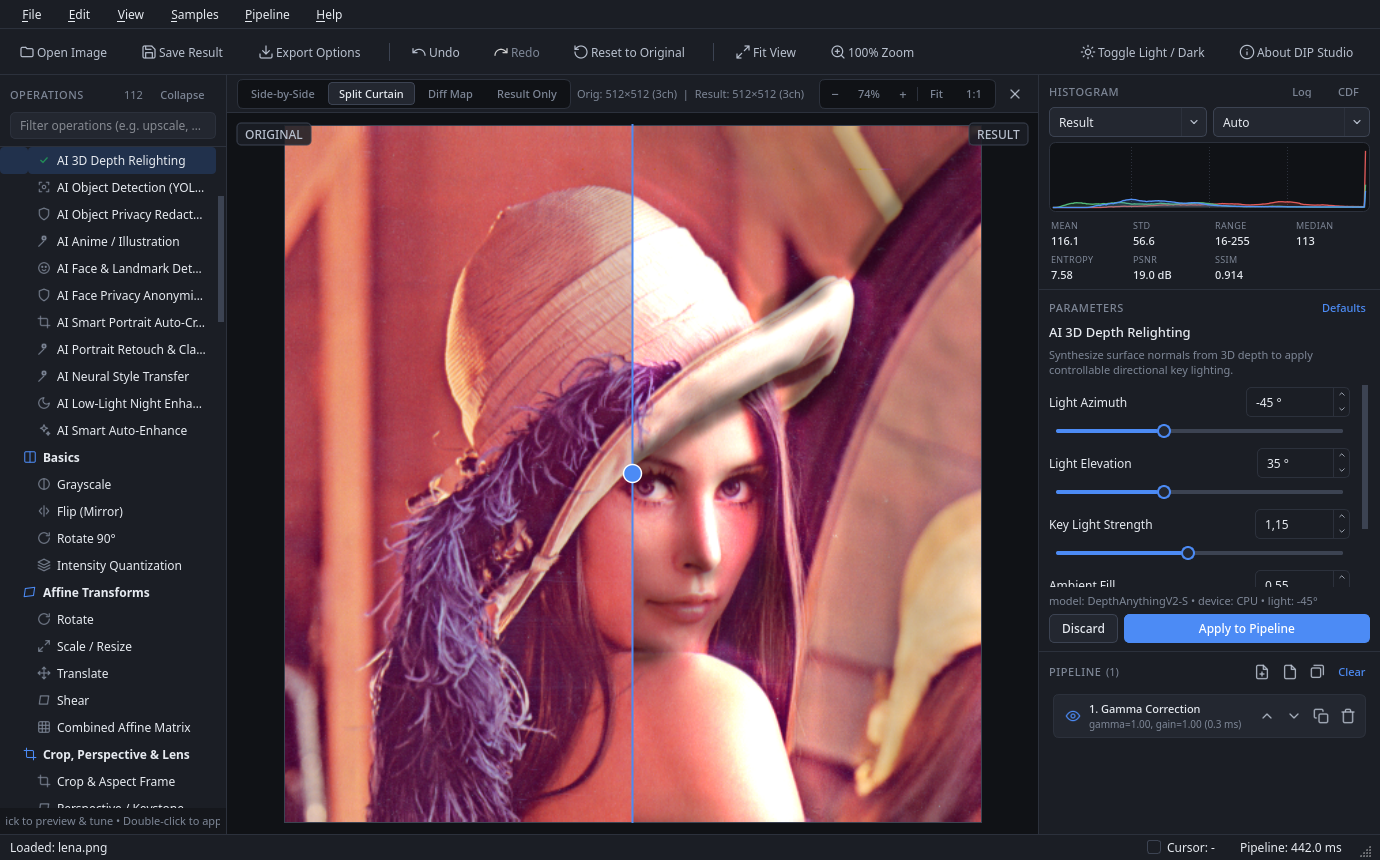 File Edit View Samples Pipeline Help
Open Image Save Result Export Options Undo Redo Reset to Original Fit View 100% Zoom Toggle Light / Dark About DIP Studio
OPERATIONS 112 Collapse
Filter operations (e.g. upscale, ...
AI 3D Depth Relighting
AI Object Detection (YOL...
AI Object Privacy Redact...
AI Anime / Illustration
AI Face & Landmark Det...
AI Face Privacy Anonymi...
AI Smart Portrait Auto-Cr...
AI Portrait Retouch & Cla...
AI Neural Style Transfer
AI Low-Light Night Enha...
AI Smart Auto-Enhance
Basics
Grayscale
Flip (Mirror)
Rotate 90°
Intensity Quantization
Affine Transforms
Rotate
Scale / Resize
Translate
Shear
Combined Affine Matrix
Crop, Perspective & Lens
Crop & Aspect Frame
Perspective / Keystone
ick to preview & tune • Double-click to app
Side-by-Side Split Curtain Diff Map Result Only Orig: 512×512 (3ch) | Result: 512×512 (3ch) − 74% + Fit 1:1
ORIGINAL RESULT
HISTOGRAM Log CDF
Result Auto
MEAN STD RANGE MEDIAN
116.1 56.6 16-255 113
ENTROPY PSNR SSIM
7.58 19.0 dB 0.914
PARAMETERS Defaults
AI 3D Depth Relighting
Synthesize surface normals from 3D depth to apply
controllable directional key lighting.
Light Azimuth -45 °
Light Elevation 35 °
Key Light Strength 1,15
Ambient Fill 0,55
model: DepthAnythingV2-S • device: CPU • light: -45°
Discard Apply to Pipeline
PIPELINE (1) Clear
1. Gamma Correction
gamma=1.00, gain=1.00 (0.3 ms)
Loaded: lena.png Cursor: - Pipeline: 442.0 ms